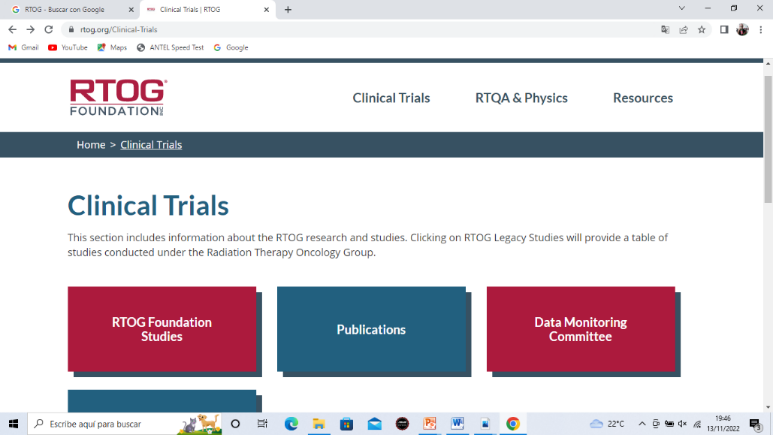 RTOG - Buscar con Google
Clinical Trials | RTOG
rtog.org/Clinical-Trials
Gmail
YouTube
Maps
ANTEL Speed Test
Google
RTOG
FOUNDATION
Clinical Trials
RTQA & Physics
Resources
Home > Clinical Trials
Clinical Trials
This section includes information about the RTOG research and studies. Clicking on RTOG Legacy Studies will provide a table of
studies conducted under the Radiation Therapy Oncology Group.
RTOG Foundation
Studies
Publications
Data Monitoring
Committee
Escribe aquí para buscar
22°C
19:46
13/11/2022
3